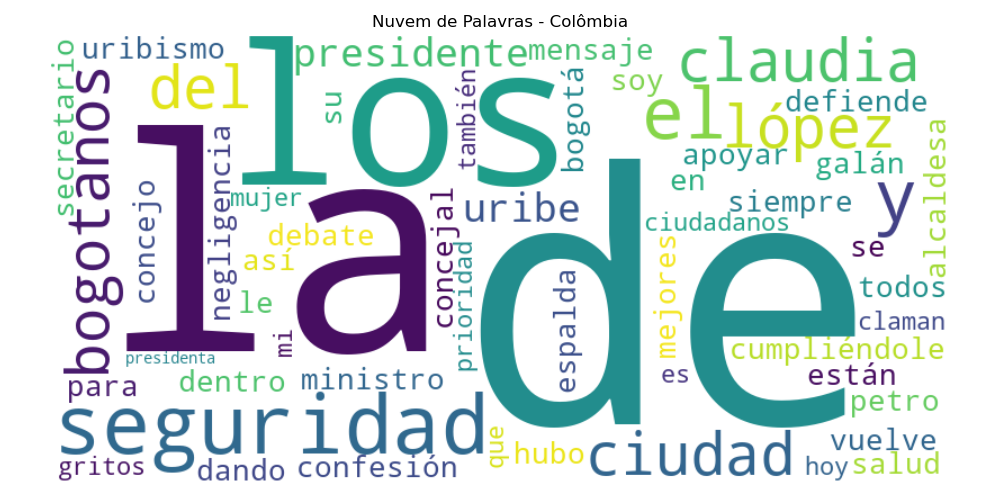 Nuvem de Palavras - Colômbia
secretario
uribismo
presidente
mensaje
claudia
del
los
su
también
bogotá
soy
el
lópez
defiende
bogotanos
la
negligencia
concejo
mujer
debate
así
le
mi
concejal
uribe
de
apoyar
en
galán
siempre
y
alcaldesa
ciudadanos
se
prioridad
espalda
mejores
todos
claman
presidenta
para
dentro
ministro
es
cumpliéndole
están
petro
seguridad
que
hubo
ciudad
vuelve
gritos
dando
confesión
hoy
salud